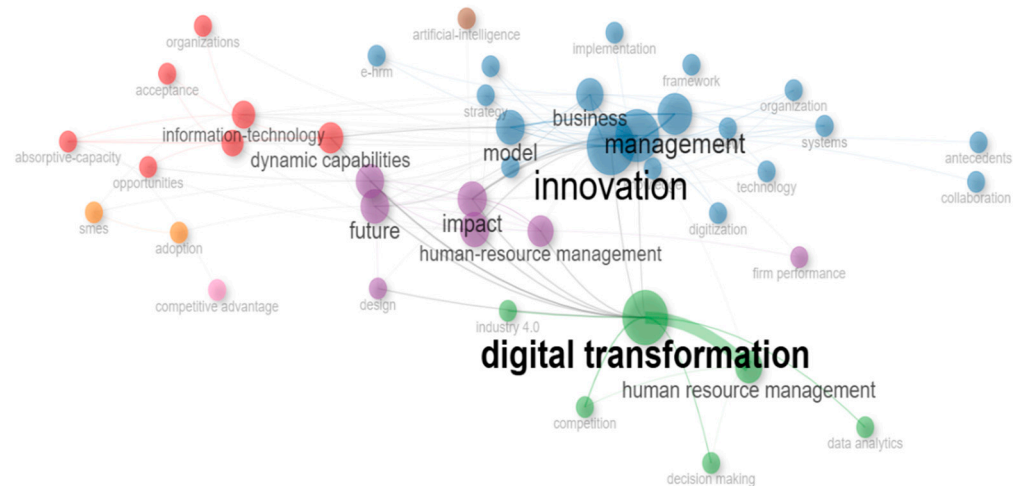 organizations
artificial-intelligence
implementation
e-hrm
framework
acceptance
strategy
organization
business
information-technology
management
systems
model
dynamic capabilities
absorptive-capacity
antecedents
opportunities
technology
innovation
collaboration
smes
future
impact
digitization
adoption
human-resource management
firm performance
competitive advantage
design
industry 4.0
digital transformation
human resource management
competition
data analytics
decision making